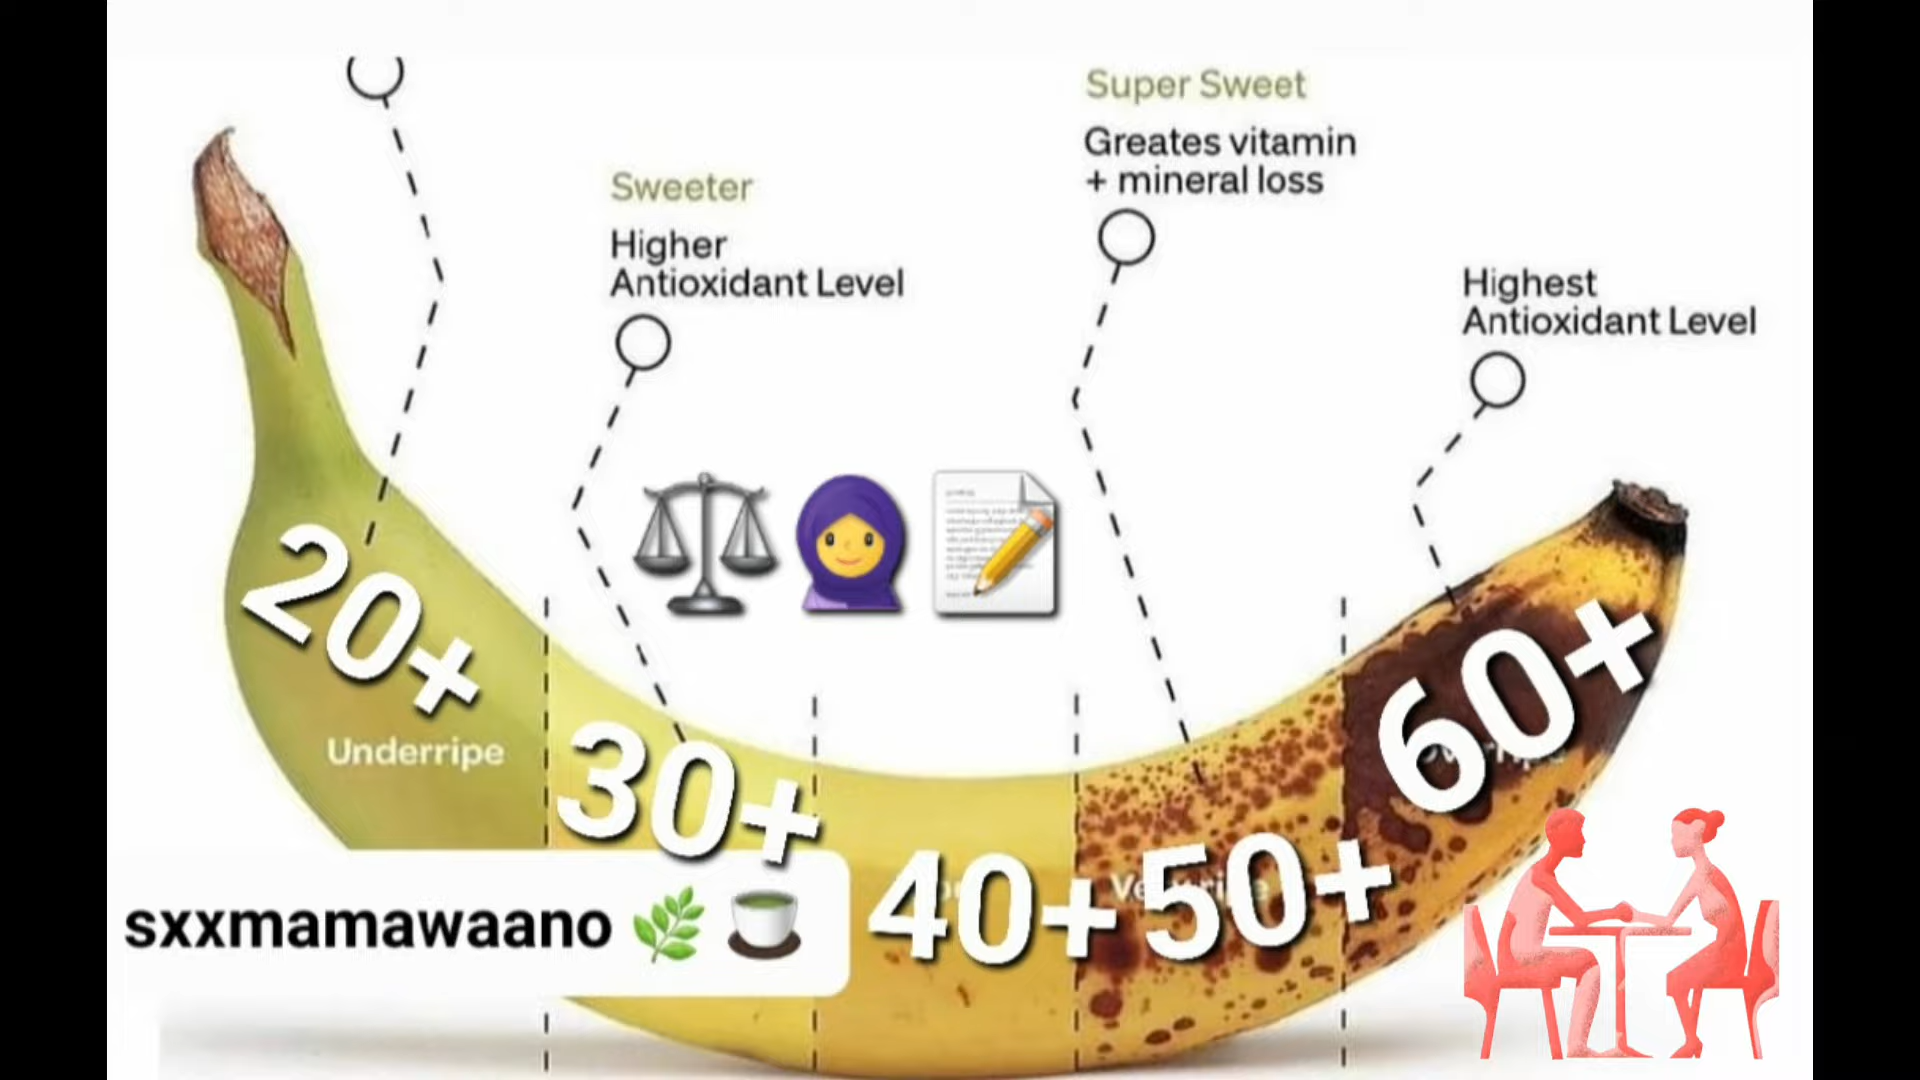 Super Sweet
Greates vitamin
+ mineral loss
Sweeter
Higher
Antioxidant Level
Highest
Antioxidant Level
20+
Underripe
30+
40+
50+
60+
sxxmamawaano